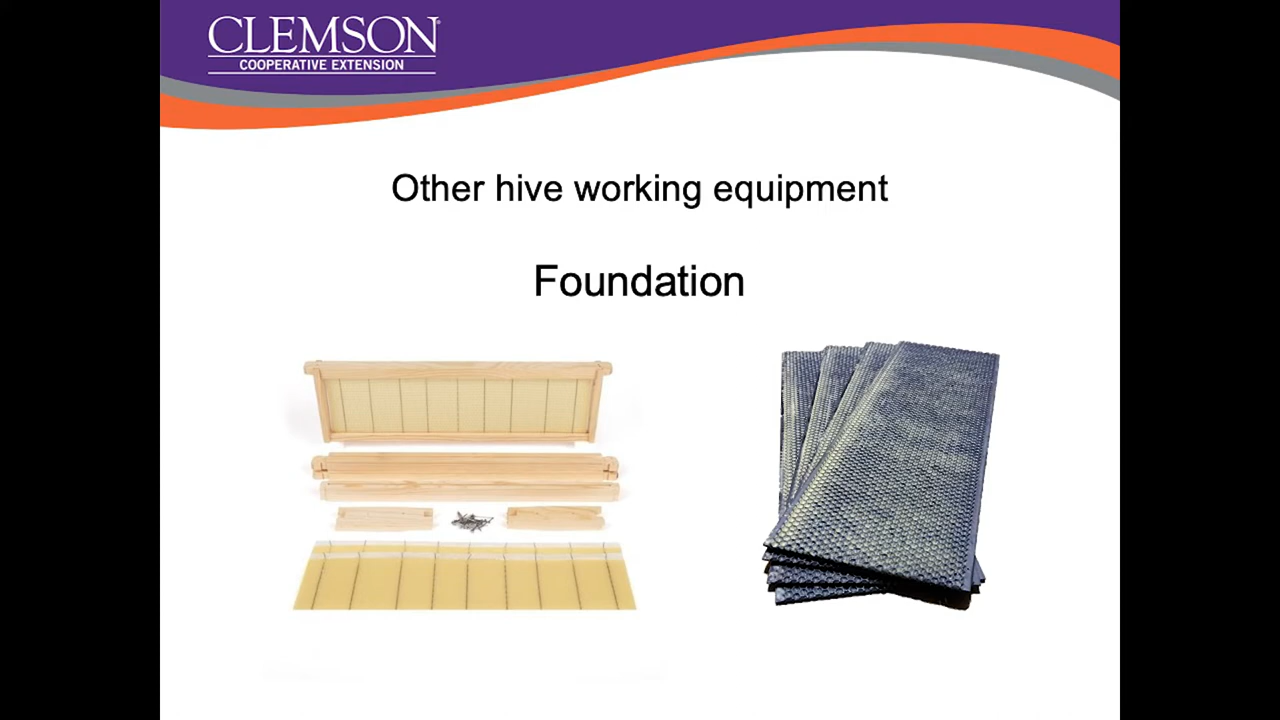 CLEMSON®
COOPERATIVE EXTENSION
Other hive working equipment
Foundation